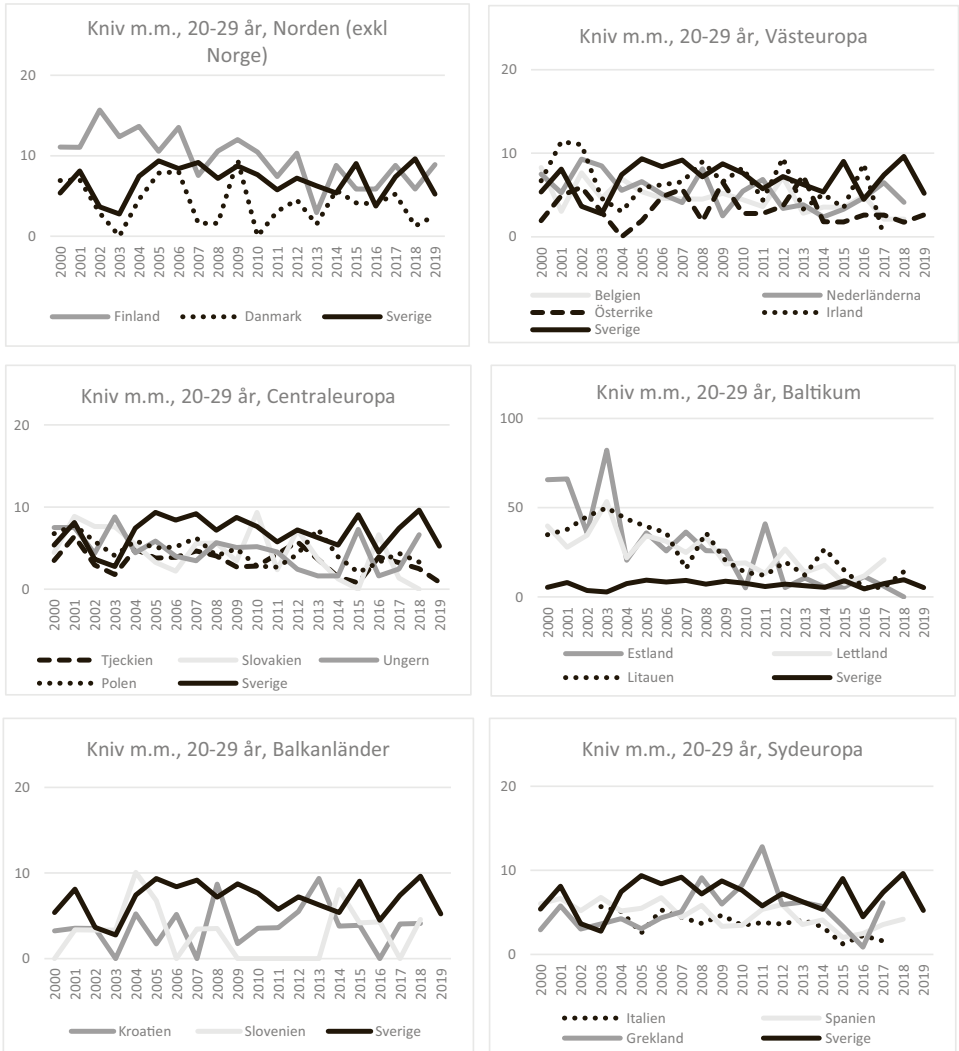 Kniv m.m., 20-29 år, Norden (exkl
Norge)
20
10
0
2000 2001 2002 2003 2004 2005 2006 2007 2008 2009 2010 2011 2012 2013 2014 2015 2016 2017 2018 2019
Finland Danmark Sverige
Kniv m.m., 20-29 år, Västeuropa
20
10
0
2000 2001 2002 2003 2004 2005 2006 2007 2008 2009 2010 2011 2012 2013 2014 2015 2016 2017 2018 2019
Belgien Nederländerna
Österrike Irland
Sverige
Kniv m.m., 20-29 år, Centraleuropa
20
10
0
2000 2001 2002 2003 2004 2005 2006 2007 2008 2009 2010 2011 2012 2013 2014 2015 2016 2017 2018 2019
Tjeckien Slovakien Ungern
Polen Sverige
Kniv m.m., 20-29 år, Baltikum
100
50
0
2000 2001 2002 2003 2004 2005 2006 2007 2008 2009 2010 2011 2012 2013 2014 2015 2016 2017 2018 2019
Estland Lettland
Litauen Sverige
Kniv m.m., 20-29 år, Balkanländer
20
10
0
2000 2001 2002 2003 2004 2005 2006 2007 2008 2009 2010 2011 2012 2013 2014 2015 2016 2017 2018 2019
Kroatien Slovenien Sverige
Kniv m.m., 20-29 år, Sydeuropa
20
10
0
2000 2001 2002 2003 2004 2005 2006 2007 2008 2009 2010 2011 2012 2013 2014 2015 2016 2017 2018 2019
Italien Spanien
Grekland Sverige